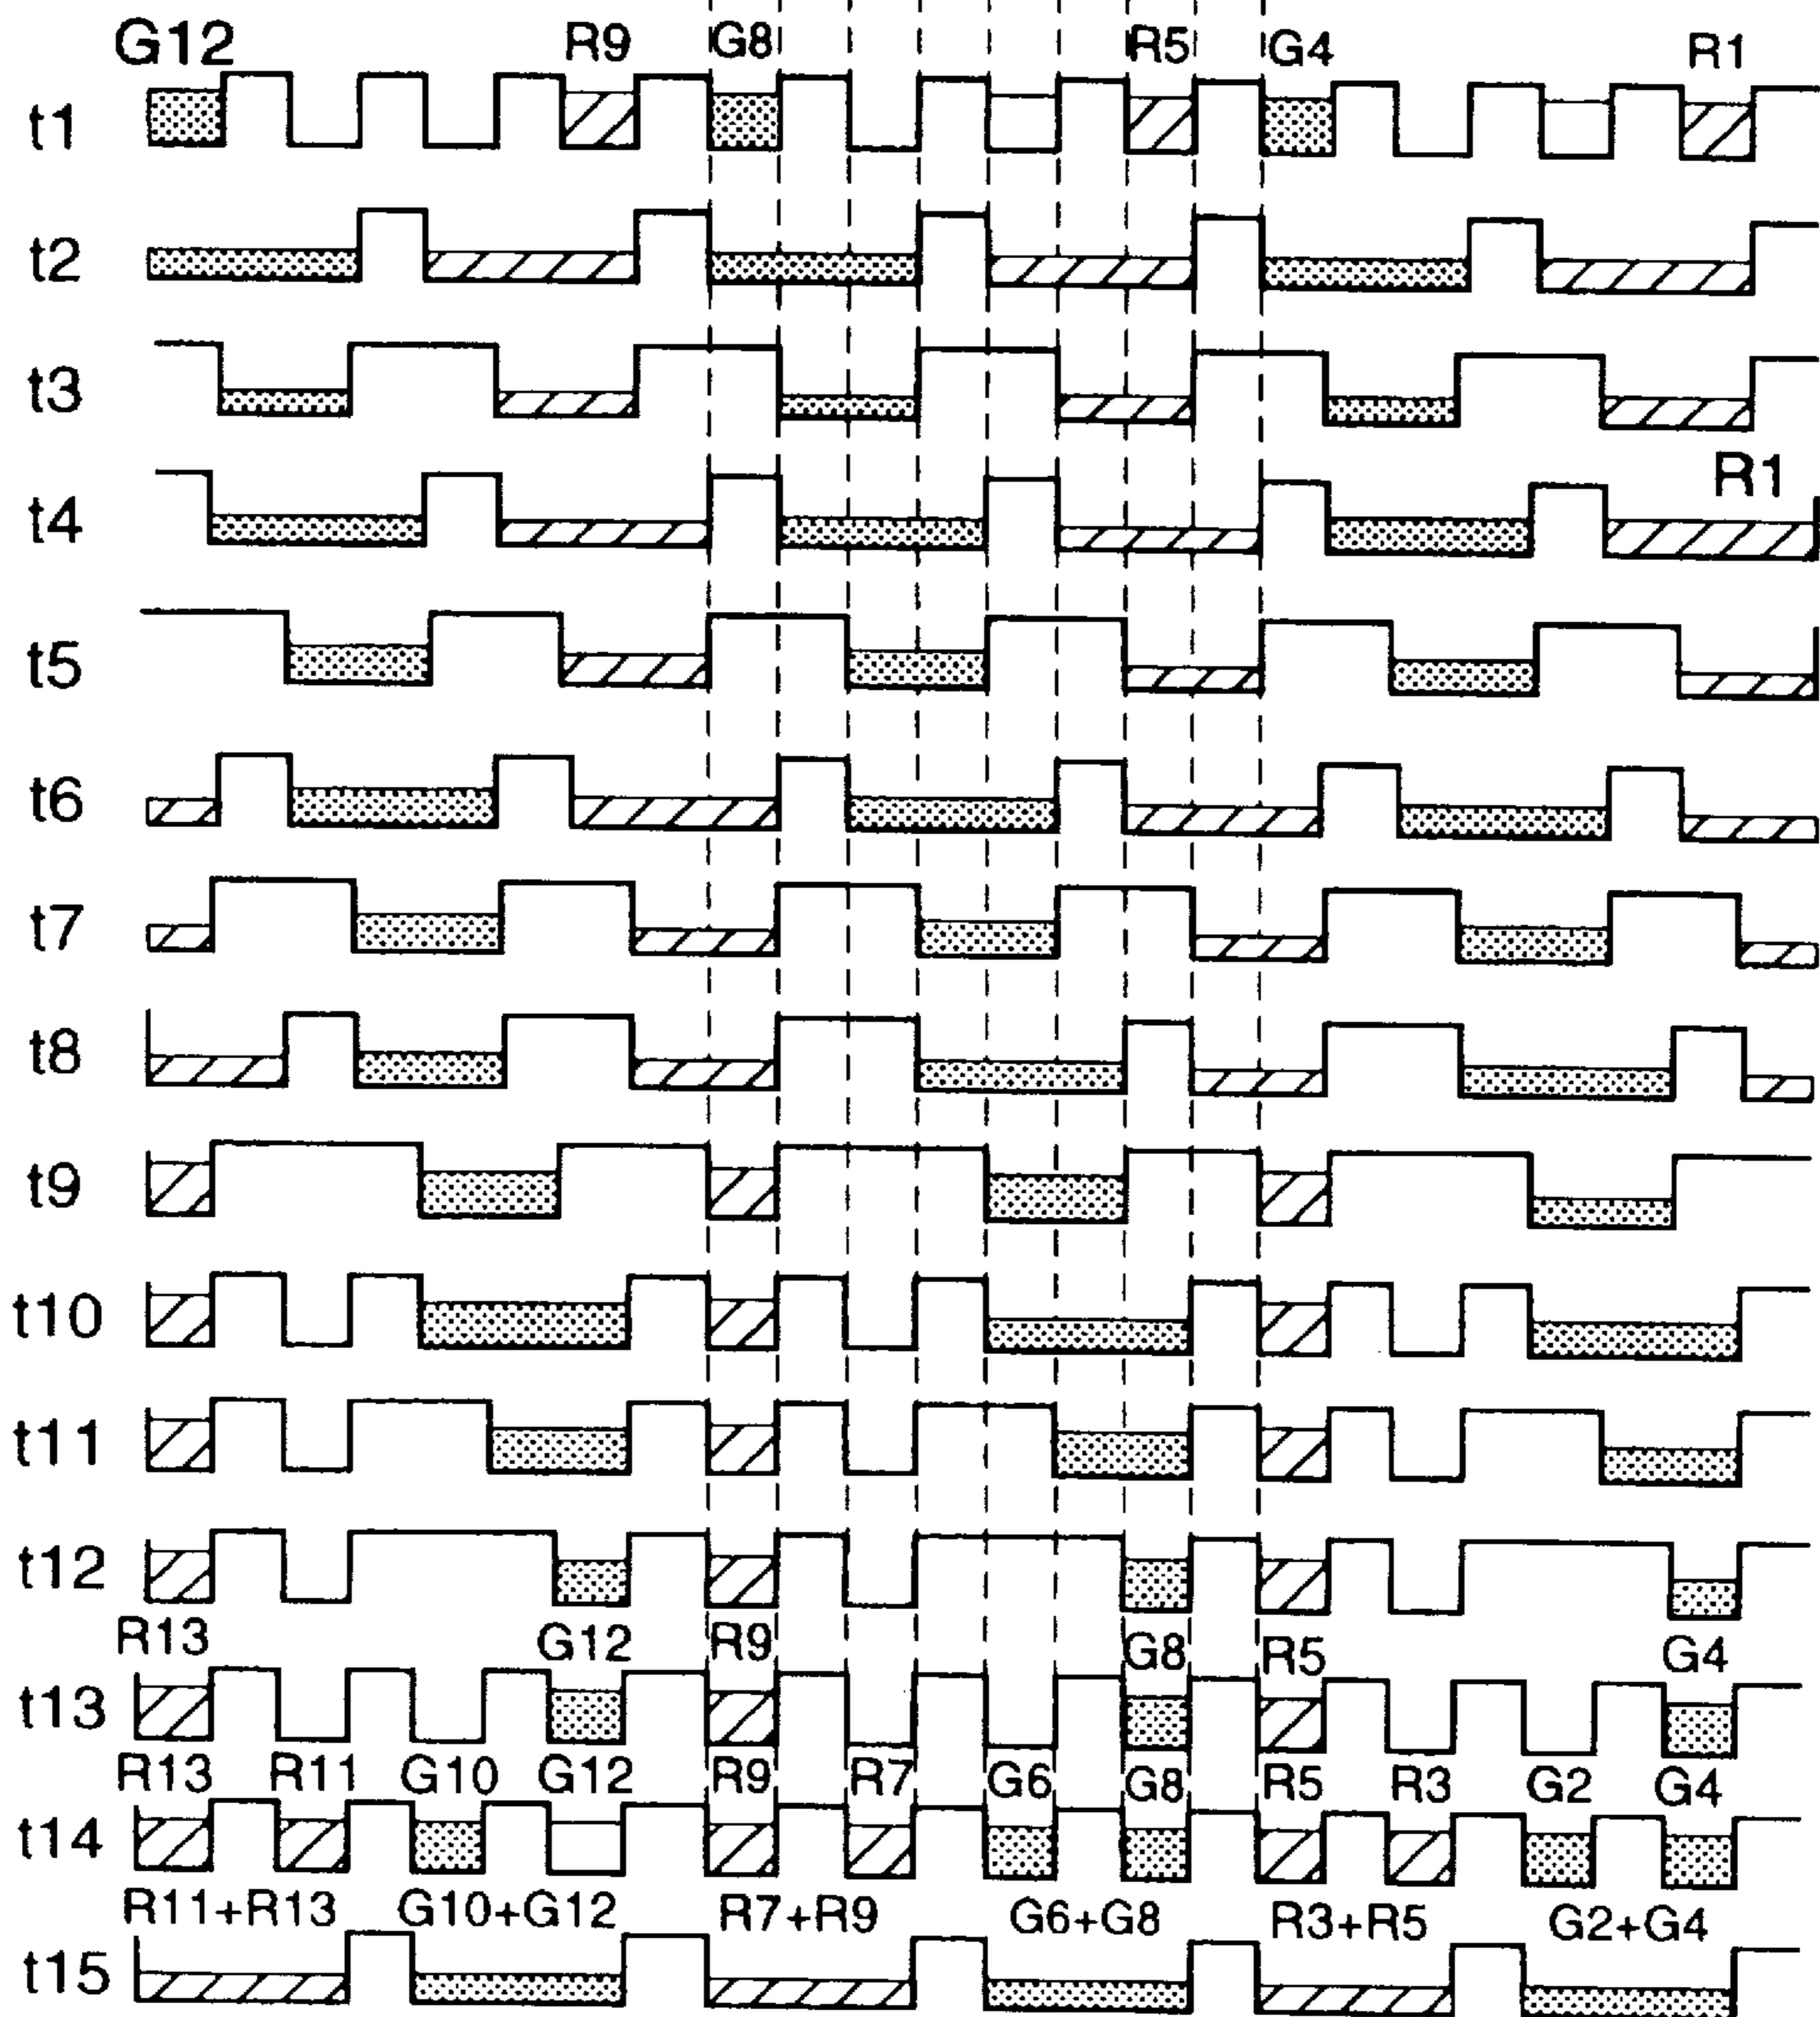 G12 R9 G8 R5 G4 R1
t1
t2
t3
R1
t4
t5
t6
t7
t8
t9
t10
t11
t12
R13 G12 R9 G8 R5 G4
t13
R13 R11 G10 G12 R9 R7 G6 G8 R5 R3 G2 G4
t14
R11+R13 G10+G12 R7+R9 G6+G8 R3+R5 G2+G4
t15